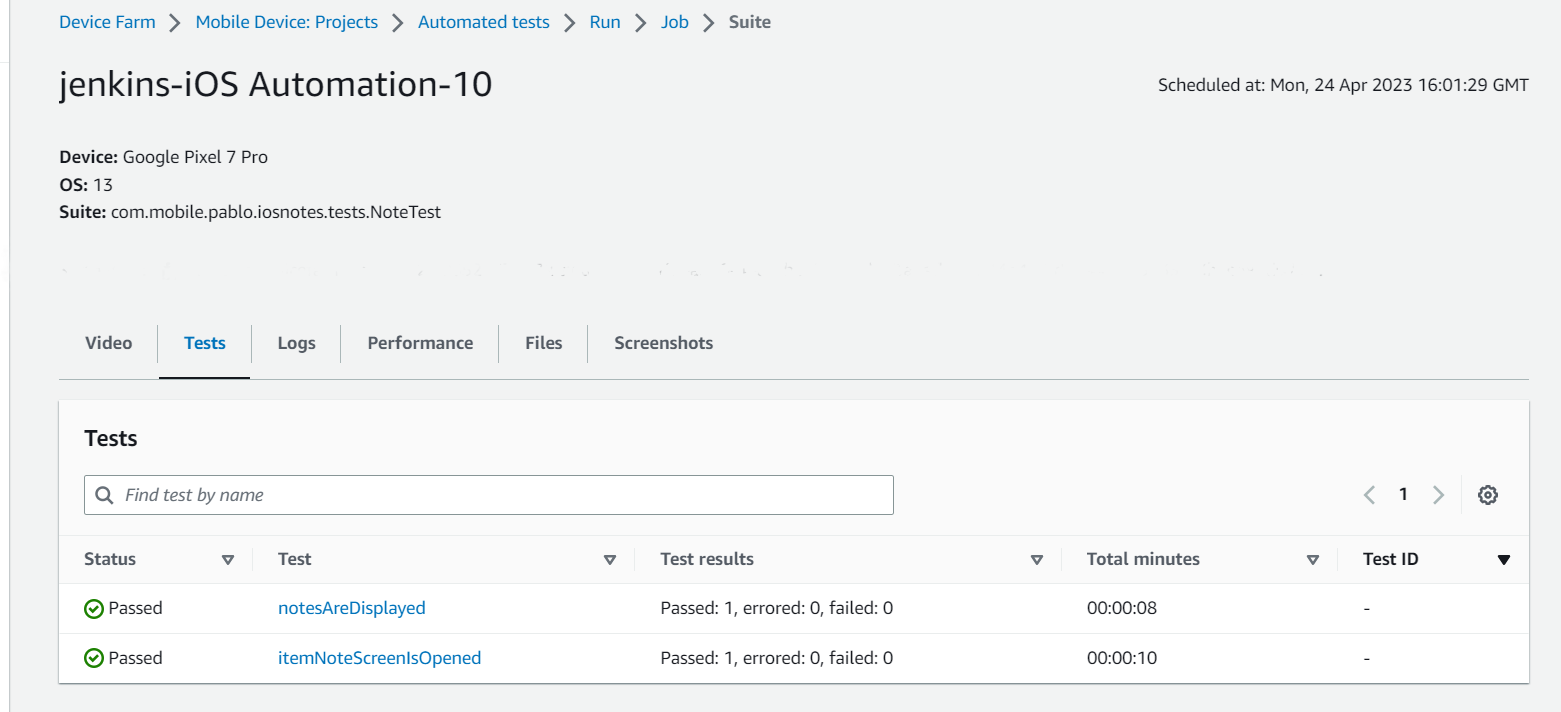 Device Farm > Mobile Device: Projects > Automated tests > Run > Job > Suite
jenkins-iOS Automation-10
Scheduled at: Mon, 24 Apr 2023 16:01:29 GMT
Device: Google Pixel 7 Pro
OS: 13
Suite: com.mobile.pablo.iosnotes.tests.NoteTest
Video Tests Logs Performance Files Screenshots
Tests
Find test by name
1
Status Test Test results Total minutes Test ID
Passed notesAreDisplayed Passed: 1, errored: 0, failed: 0 00:00:08 -
Passed itemNoteScreenIsOpened Passed: 1, errored: 0, failed: 0 00:00:10 -